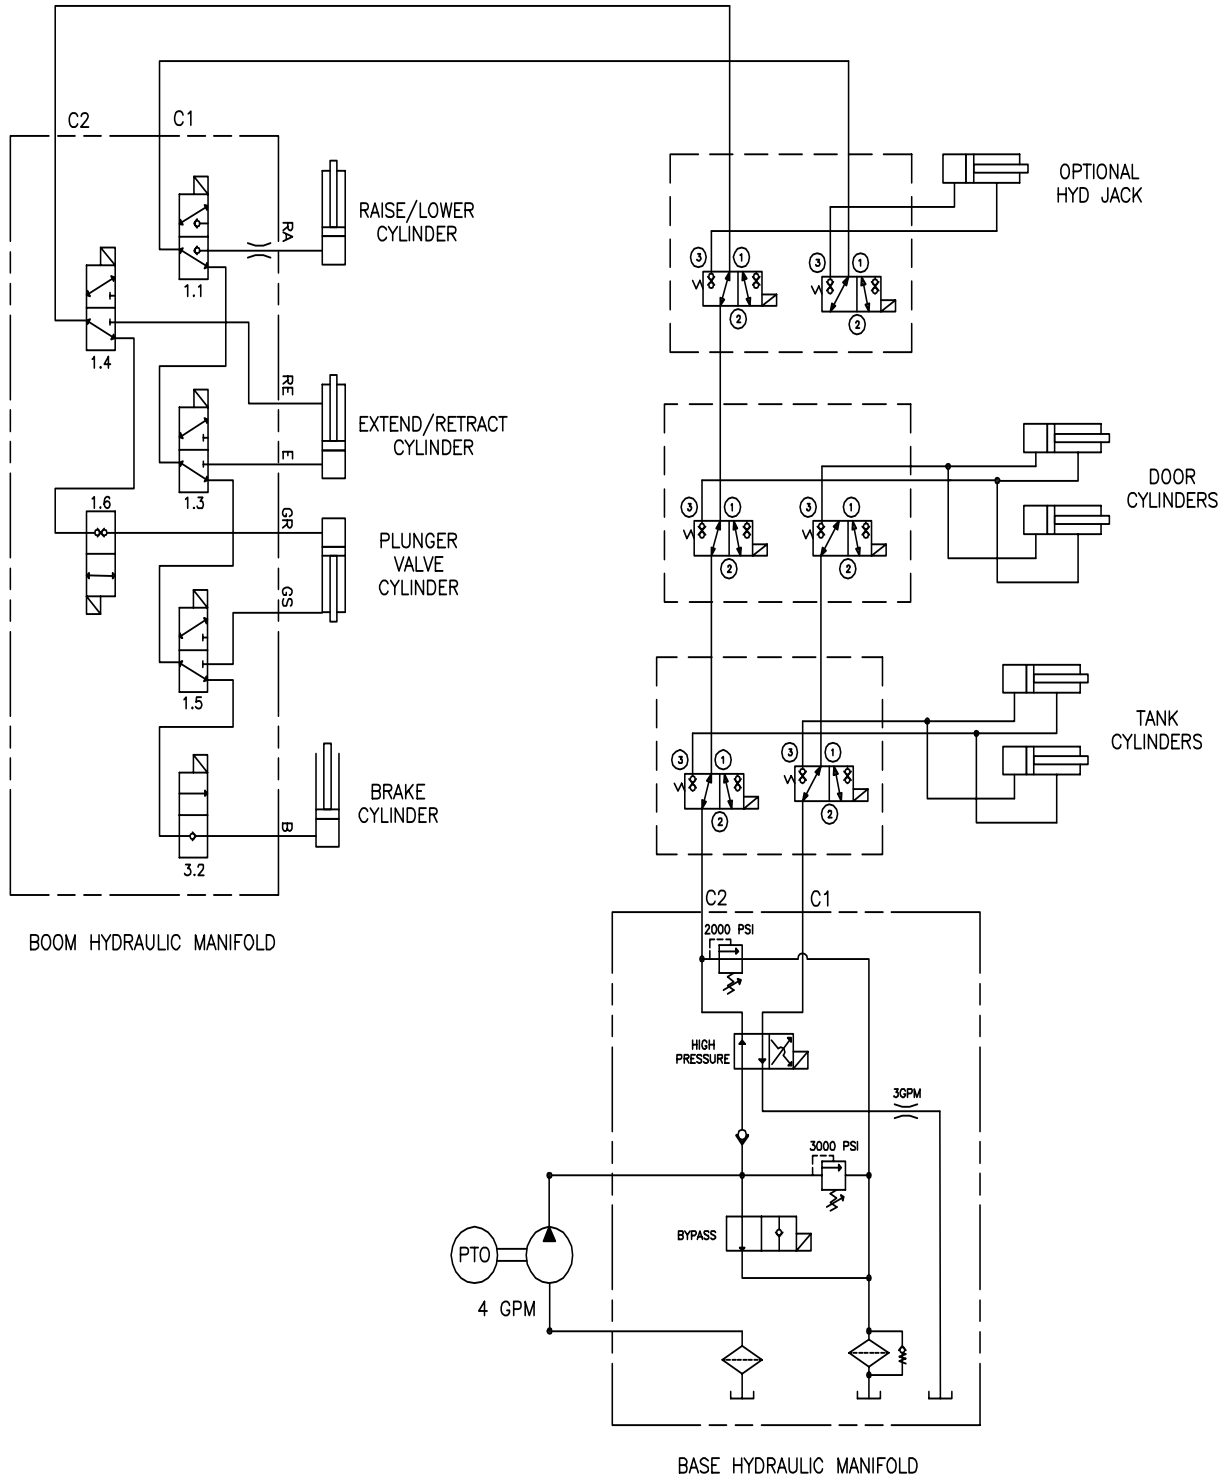 C2
C1
RA
RAISE/LOWER
CYLINDER
1.1
1.4
RE
EXTEND/RETRACT
CYLINDER
E
1.3
1.6
GR
PLUNGER
VALVE
CYLINDER
GS
1.5
BRAKE
CYLINDER
B
3.2
BOOM HYDRAULIC MANIFOLD
OPTIONAL
HYD JACK
3
1
2
3
1
2
DOOR
CYLINDERS
3
1
2
3
1
2
TANK
CYLINDERS
3
1
2
3
1
2
C2
C1
2000 PSI
HIGH
PRESSURE
3GPM
3000 PSI
BYPASS
PTO
4 GPM
BASE HYDRAULIC MANIFOLD